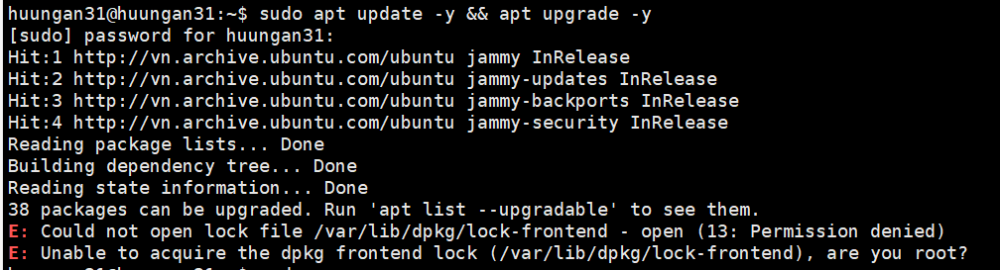 huungan31@huungan31:~$ sudo apt update -y && apt upgrade -y
[sudo] password for huungan31:
Hit:1 http://vn.archive.ubuntu.com/ubuntu jammy InRelease
Hit:2 http://vn.archive.ubuntu.com/ubuntu jammy-updates InRelease
Hit:3 http://vn.archive.ubuntu.com/ubuntu jammy-backports InRelease
Hit:4 http://vn.archive.ubuntu.com/ubuntu jammy-security InRelease
Reading package lists... Done
Building dependency tree... Done
Reading state information... Done
38 packages can be upgraded. Run 'apt list --upgradable' to see them.
E: Could not open lock file /var/lib/dpkg/lock-frontend - open (13: Permission denied)
E: Unable to acquire the dpkg frontend lock (/var/lib/dpkg/lock-frontend), are you root?